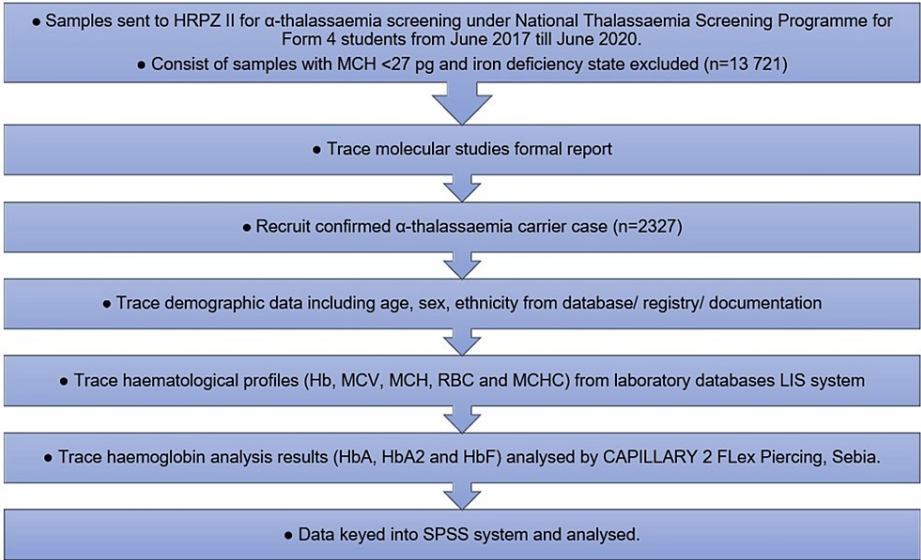 ● Samples sent to HRPZ II for α-thalassaemia screening under National Thalassaemia Screening Programme for
Form 4 students from June 2017 till June 2020.
● Consist of samples with MCH <27 pg and iron deficiency state excluded (n=13 721)
● Trace molecular studies formal report
● Recruit confirmed α-thalassaemia carrier case (n=2327)
● Trace demographic data including age, sex, ethnicity from database/ registry/ documentation
● Trace haematological profiles (Hb, MCV, MCH, RBC and MCHC) from laboratory databases LIS system
● Trace haemoglobin analysis results (HbA, HbA2 and HbF) analysed by CAPILLARY 2 FLex Piercing, Sebia.
● Data keyed into SPSS system and analysed.